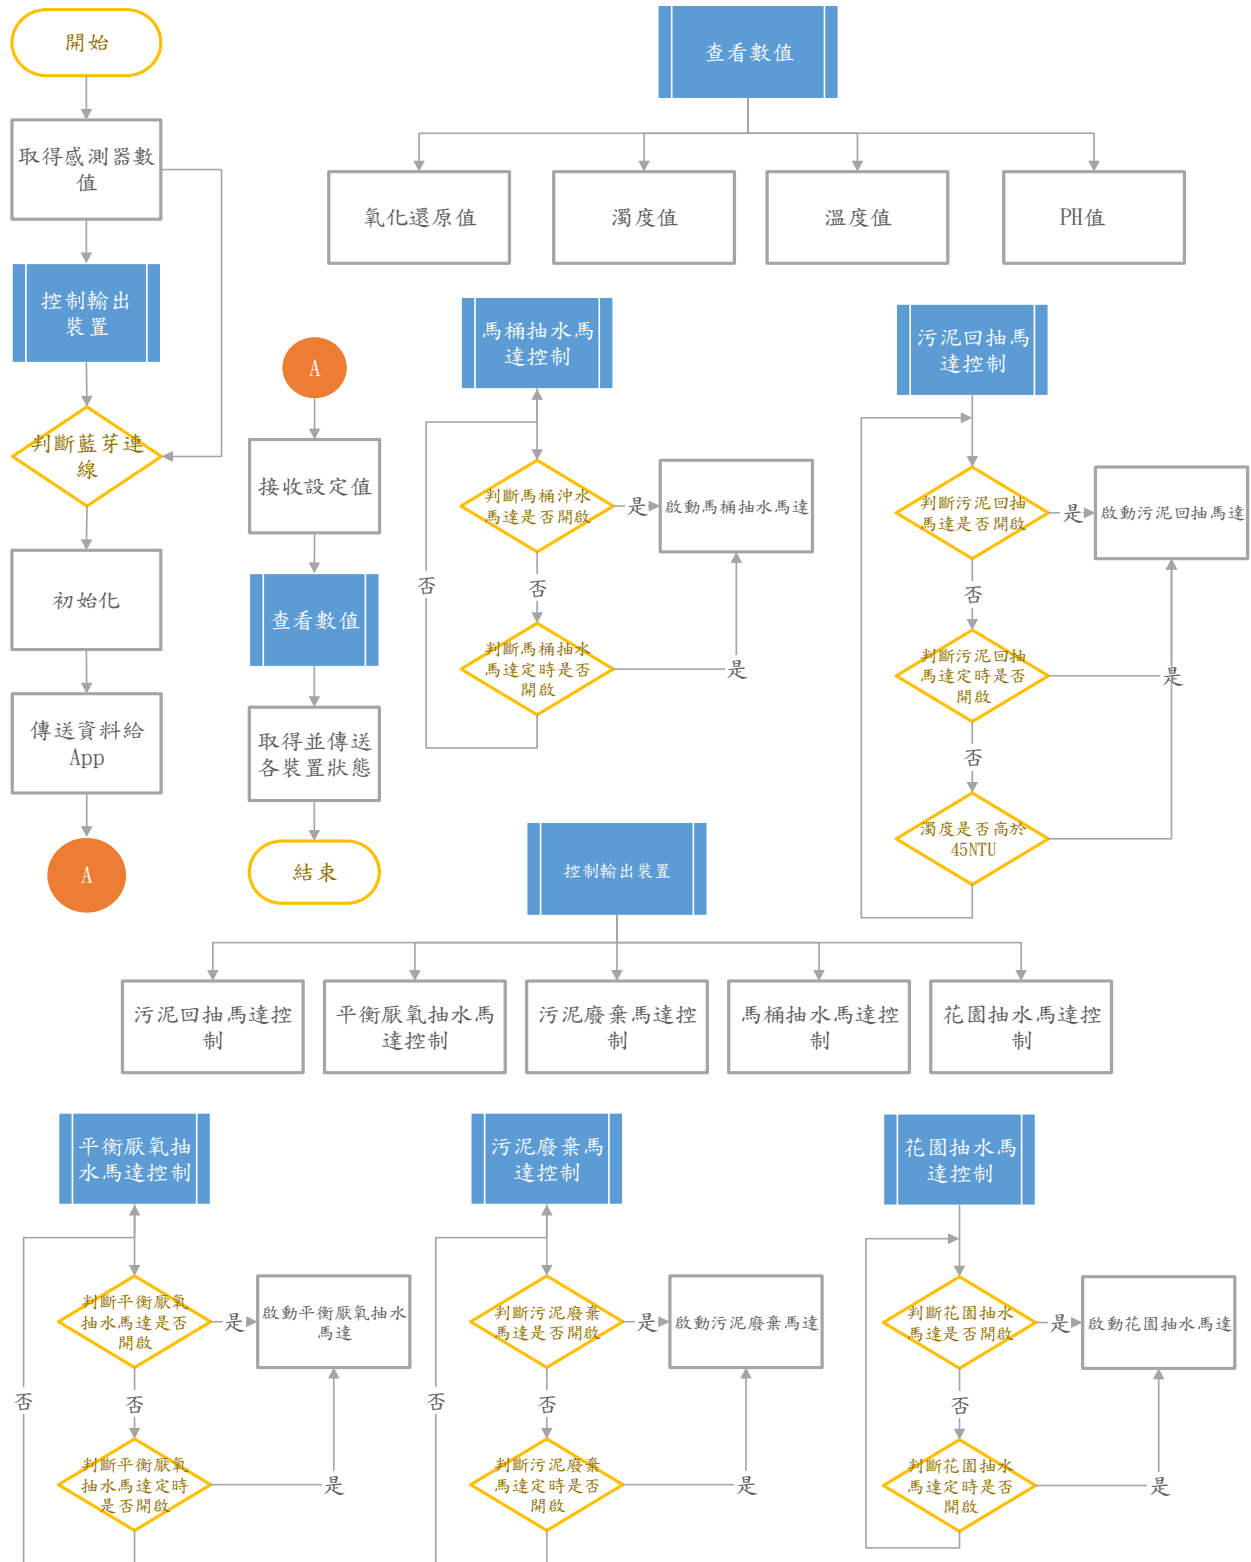 開始
取得感測器數
值
控制輸出
裝置
判斷藍芽連
線
初始化
傳送資料給
App
A
A
接收設定值
查看數值
取得並傳送
各裝置狀態
結束
查看數值
氧化還原值
濁度值
溫度值
PH值
馬桶抽水馬
達控制
判斷馬桶沖水
馬達是否開啟
是
啟動馬桶抽水馬達
否
否
判斷馬桶抽水
馬達定時是否
開啟
是
污泥回抽馬
達控制
判斷污泥回抽
馬達是否開啟
是
啟動污泥回抽馬達
否
判斷污泥回抽
馬達定時是否
開啟
是
否
濁度是否高於
45NTU
控制輸出裝置
污泥回抽馬達控
制
平衡厭氧抽水馬
達控制
污泥廢棄馬達控
制
馬桶抽水馬達控
制
花園抽水馬達控
制
平衡厭氧抽
水馬達控制
判斷平衡厭氧
抽水馬達是否
開啟
是
啟動平衡厭氧抽水
馬達
否
否
判斷平衡厭氧
抽水馬達定時
是否開啟
是
污泥廢棄馬
達控制
判斷污泥廢棄
馬達是否開啟
是
啟動污泥廢棄馬達
否
否
判斷污泥廢棄
馬達定時是否
開啟
是
花園抽水馬
達控制
判斷花園抽水
馬達是否開啟
是
啟動花園抽水馬達
否
判斷花園抽水
馬達定時是否
開啟
是